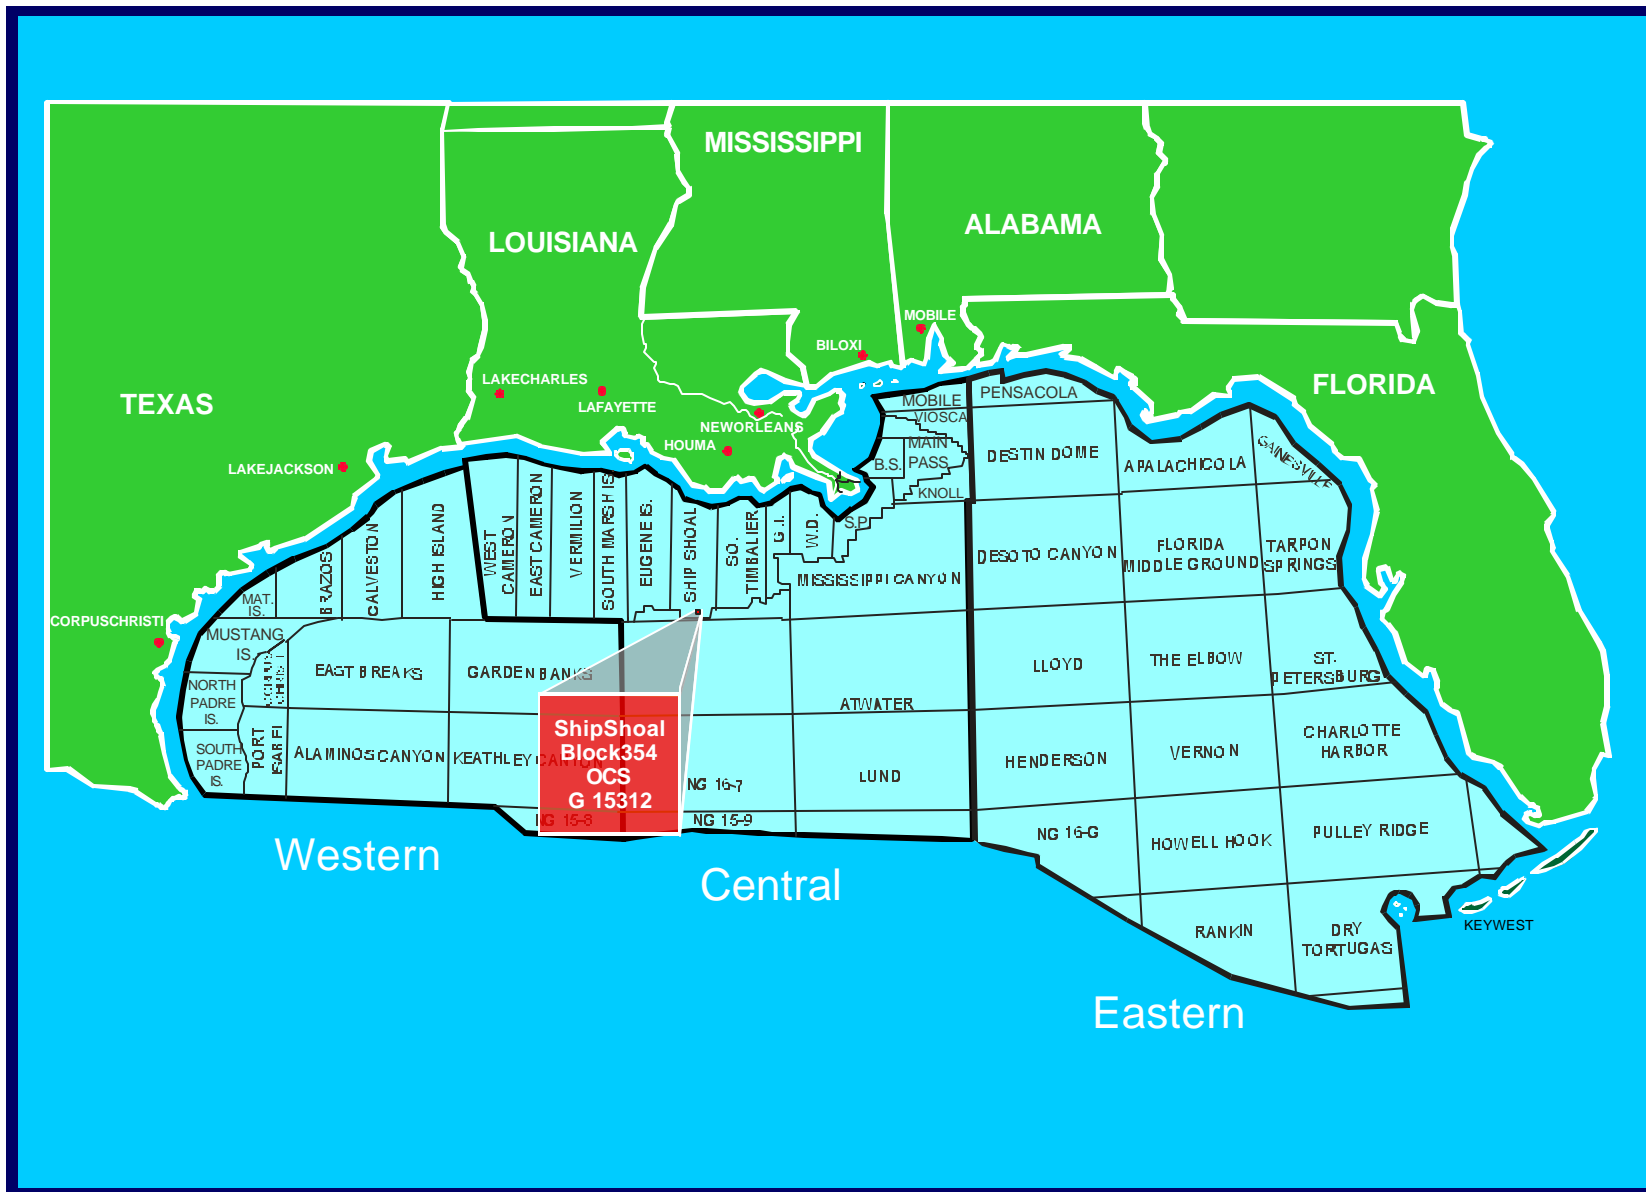 MISSISSIPPI
ALABAMA
LOUISIANA
TEXAS
FLORIDA
MOBILE
BILOXI
LAKECHARLES
LAFAYETTE
NEWORLEANS
HOUMA
LAKEJACKSON
CORPUSCHRISTI
KEYWEST
PENSACOLA
MOBILE
VIOSCA
MAIN
PASS
B.S.
KNOLL
S.P.
DESTIN DOME
APALACHICOLA
GAINESVILLE
MAT.
IS.
BRAZOS
CALVESTON
HIGH ISLAND
WEST
CAMERON
EAST CAMERON
VERMILION
SOUTH MARSH IS
EUGENE IS.
SHIP SHOAL
SO.
TIMBALIER
G.I.
W.D.
MISSISSIPPI CANYON
DESOTO CANYON
FLORIDA
MIDDLE GROUND
TARPON
SPRINGS
MUSTANG
IS.
NORTH
PADRE
IS.
SOUTH
PADRE
IS.
PORT
EAST BREAKS
GARDEN BANKS
ATWATER
LLOYD
THE ELBOW
ST.
PETERSBURG
ALAMINOS CANYON
KEATHLEY CANYON
ShipShoal
Block354
OCS
G 15312
NG 16-7
LUND
HENDERSON
VERNON
CHARLOTTE
HARBOR
NG 15-8
NG 15-9
NG 16-G
HOWELL HOOK
PULLEY RIDGE
RANKIN
DRY
TORTUGAS
Western
Central
Eastern